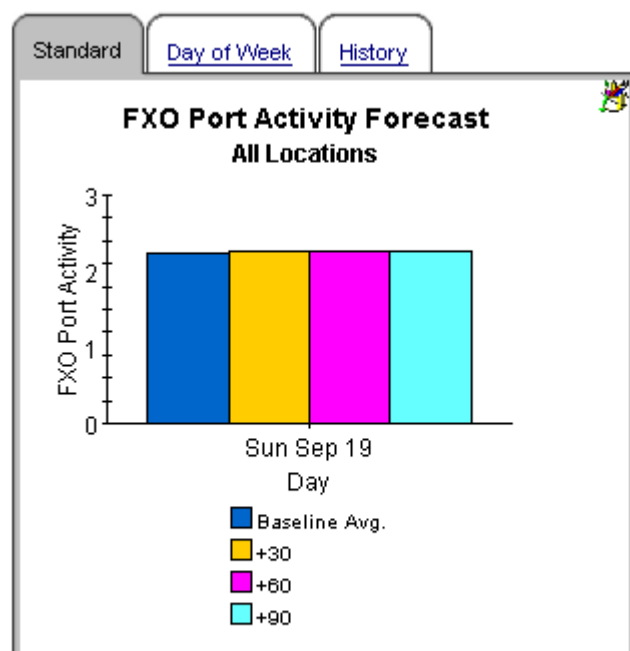 Standard Day of Week History
FXO Port Activity Forecast
All Locations
3
2
1
0
FXO Port Activity
Sun Sep 19
Day
Baseline Avg.
+30
+60
+90